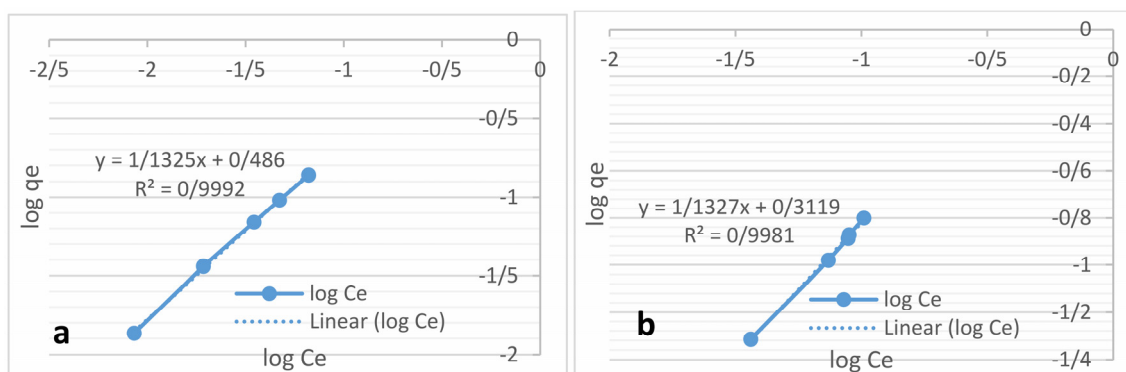 0
-2/5 -2 -1/5 -1 -0/5 0
-0/5
y = 1/1325x + 0/486
R² = 0/9992
-1
log qe
-1/5
log Ce
Linear (log Ce)
a
-2
log Ce
0
-2 -1/5 -1 -0/5 0
-0/2
-0/4
-0/6
y = 1/1327x + 0/3119
-0/8
R² = 0/9981
log qe
-1
log Ce
-1/2
Linear (log Ce)
b
-1/4
log Ce